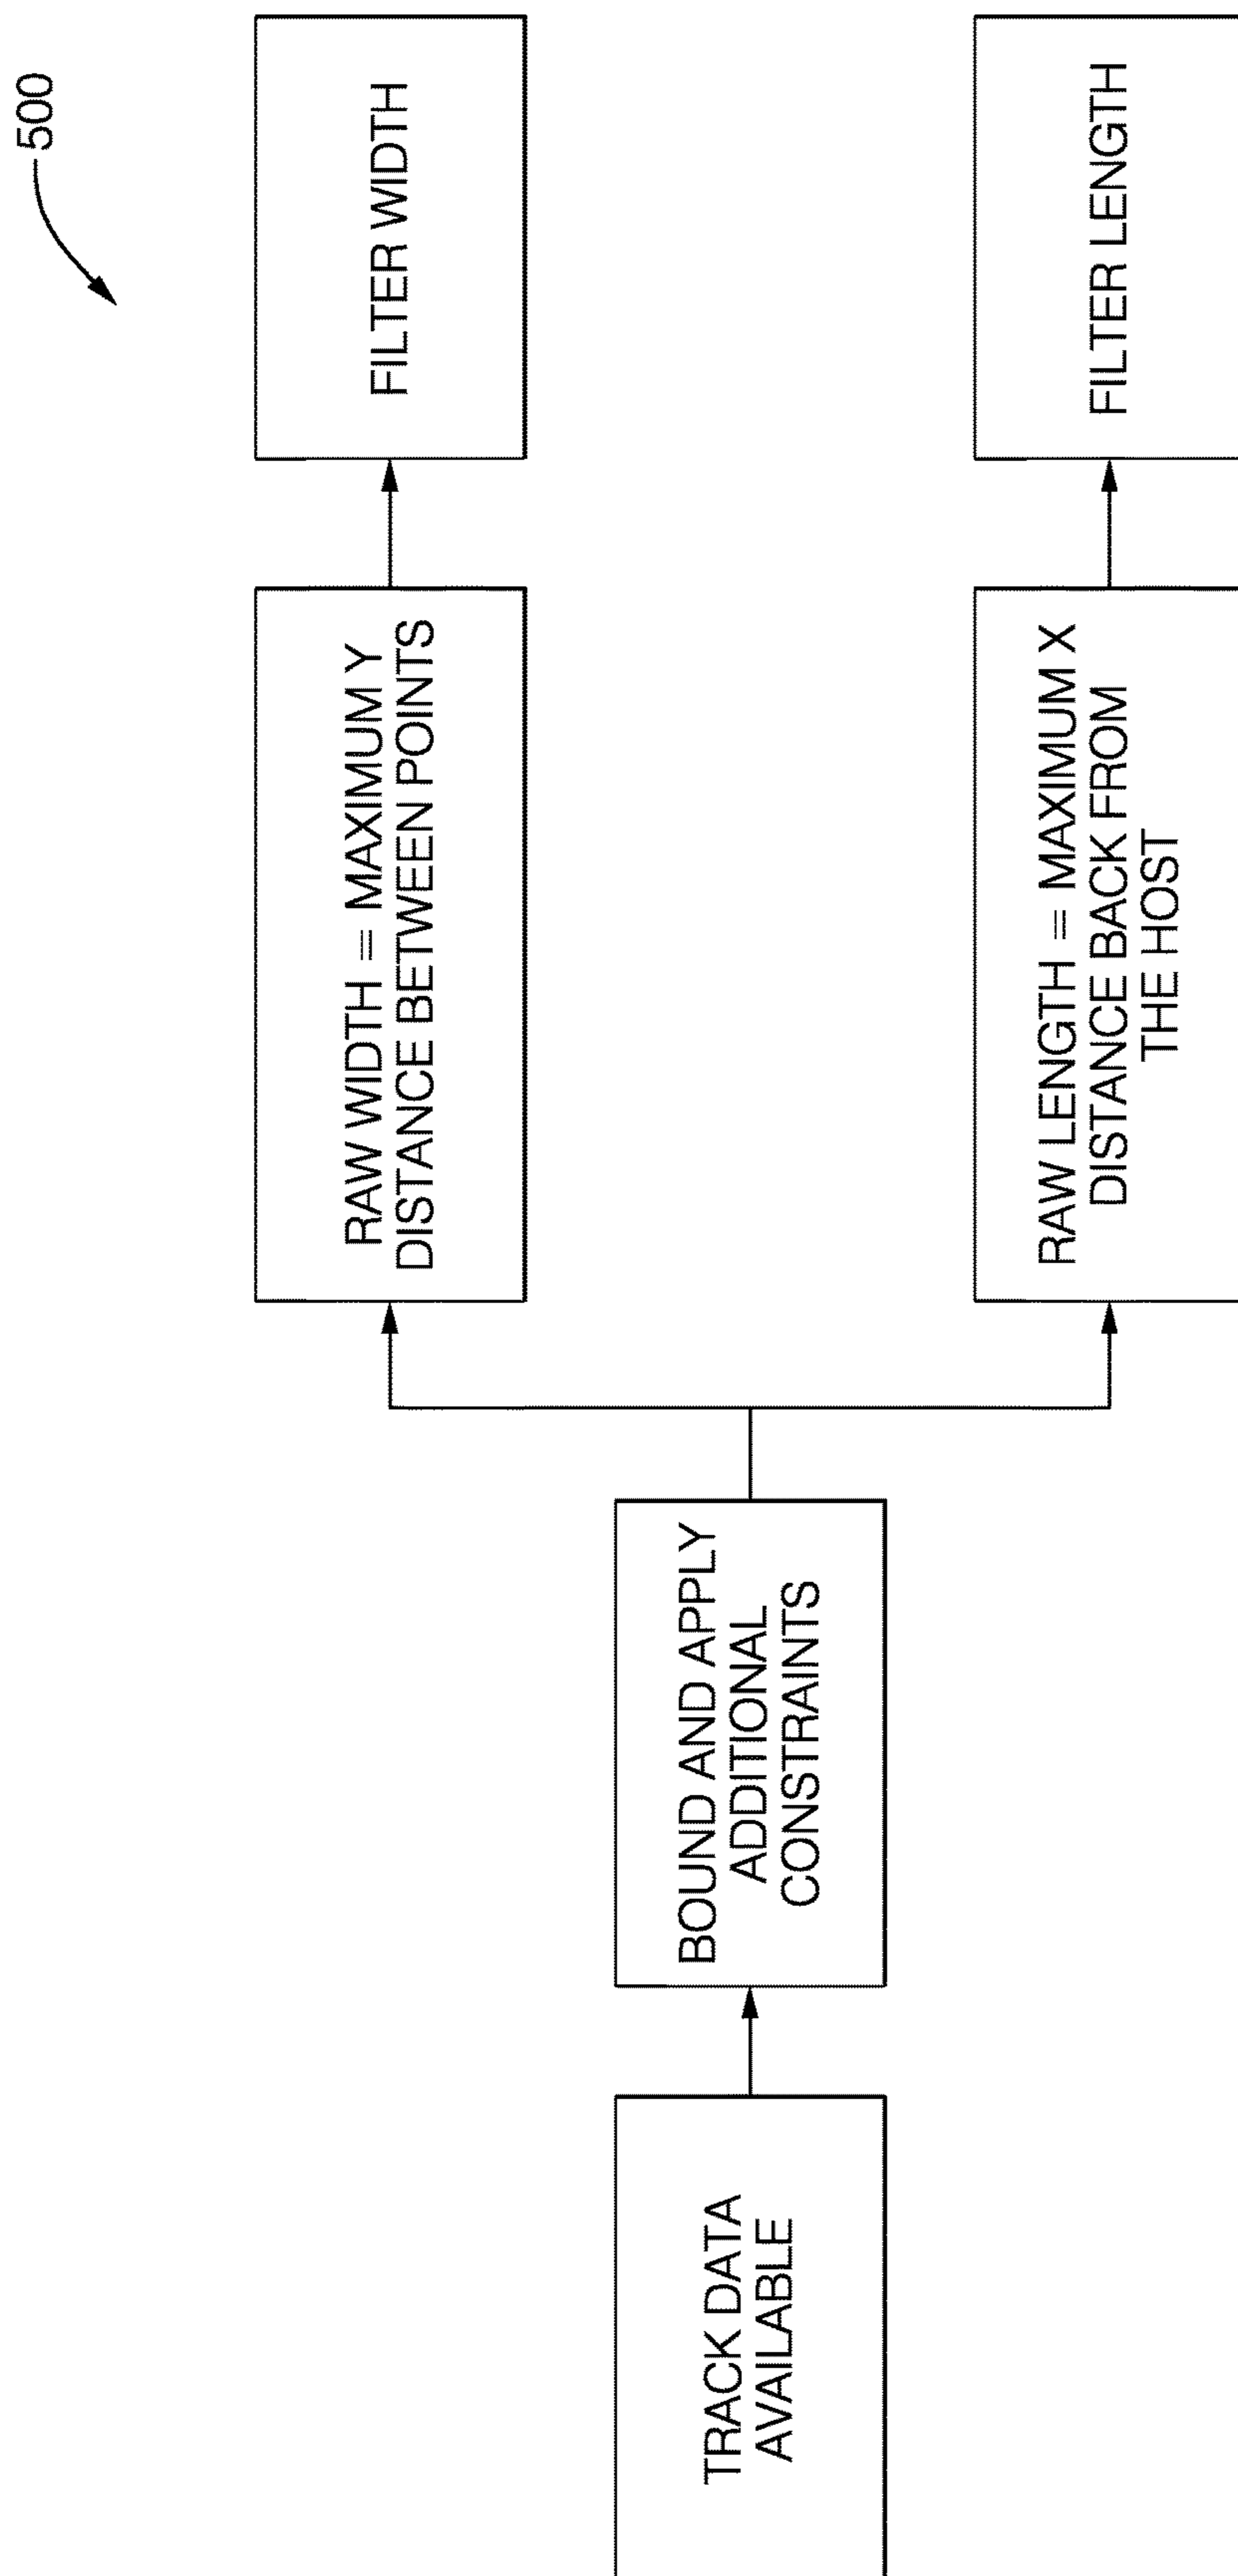 500
TRACK DATA
AVAILABLE
BOUND AND APPLY
ADDITIONAL
CONSTRAINTS
RAW WIDTH = MAXIMUM Y
DISTANCE BETWEEN POINTS
FILTER WIDTH
RAW LENGTH = MAXIMUM X
DISTANCE BACK FROM
THE HOST
FILTER LENGTH